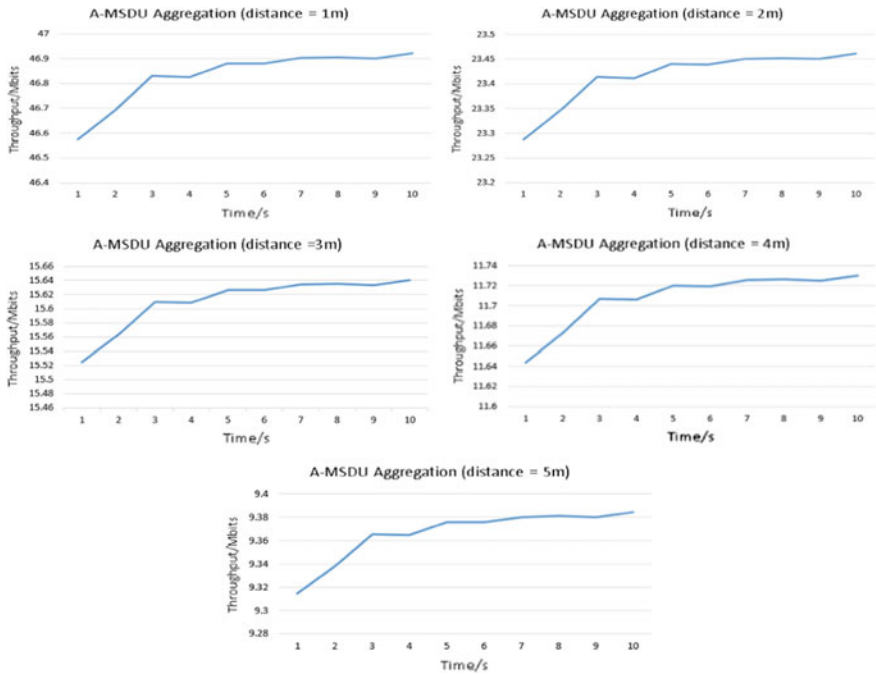 A-MSDU Aggregation (distance = 1m)
Throughput/Mbits
47
46.9
46.8
46.7
46.6
46.5
46.4
1 2 3 4 5 6 7 8 9 10
Time/s
A-MSDU Aggregation (distance = 2m)
Throughput/Mbits
23.5
23.45
23.4
23.35
23.3
23.25
23.2
1 2 3 4 5 6 7 8 9 10
Time/s
A-MSDU Aggregation (distance =3m)
Throughput/Mbits
15.66
15.64
15.62
15.6
15.58
15.56
15.54
15.52
15.5
15.48
15.46
1 2 3 4 5 6 7 8 9 10
Time/s
A-MSDU Aggregation (distance = 4m)
Throughput/Mbits
11.74
11.72
11.7
11.68
11.66
11.64
11.62
11.6
1 2 3 4 5 6 7 8 9 10
Time/s
A-MSDU Aggregation (distance = 5m)
Throughput/Mbits
9.4
9.38
9.36
9.34
9.32
9.3
9.28
1 2 3 4 5 6 7 8 9 10
Time/s